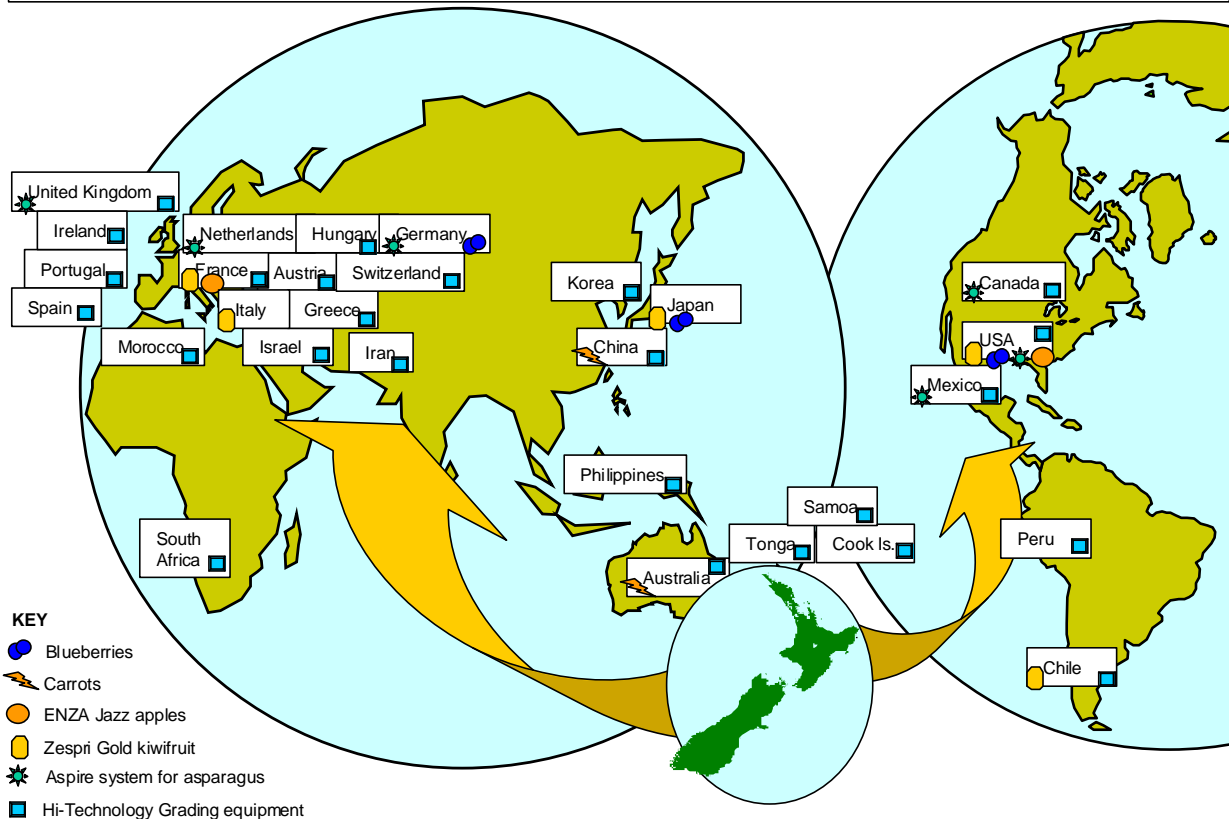 United Kingdom
Ireland
Portugal
Spain
Netherlands
Hungary
Germany
France
Austria
Switzerland
Italy
Greece
Morocco
Israel
Iran
Korea
Japan
China
Philippines
South
Africa
Australia
Samoa
Tonga
Cook Is.
Canada
USA
Mexico
Peru
Chile
KEY
Blueberries
Carrots
ENZA Jazz apples
Zespri Gold kiwifruit
Aspire system for asparagus
Hi-Technology Grading equipment